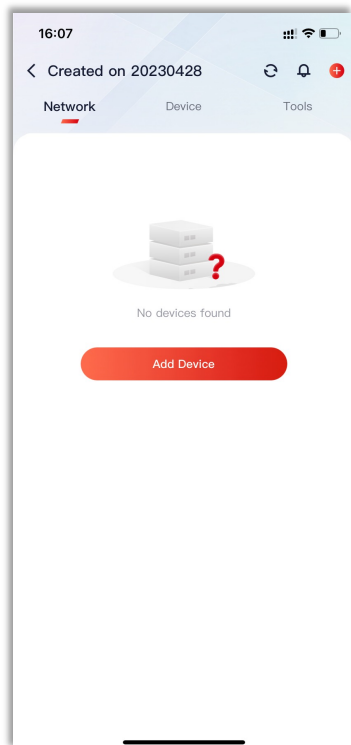 16:07
Created on 20230428
Network Device Tools
No devices found
Add Device